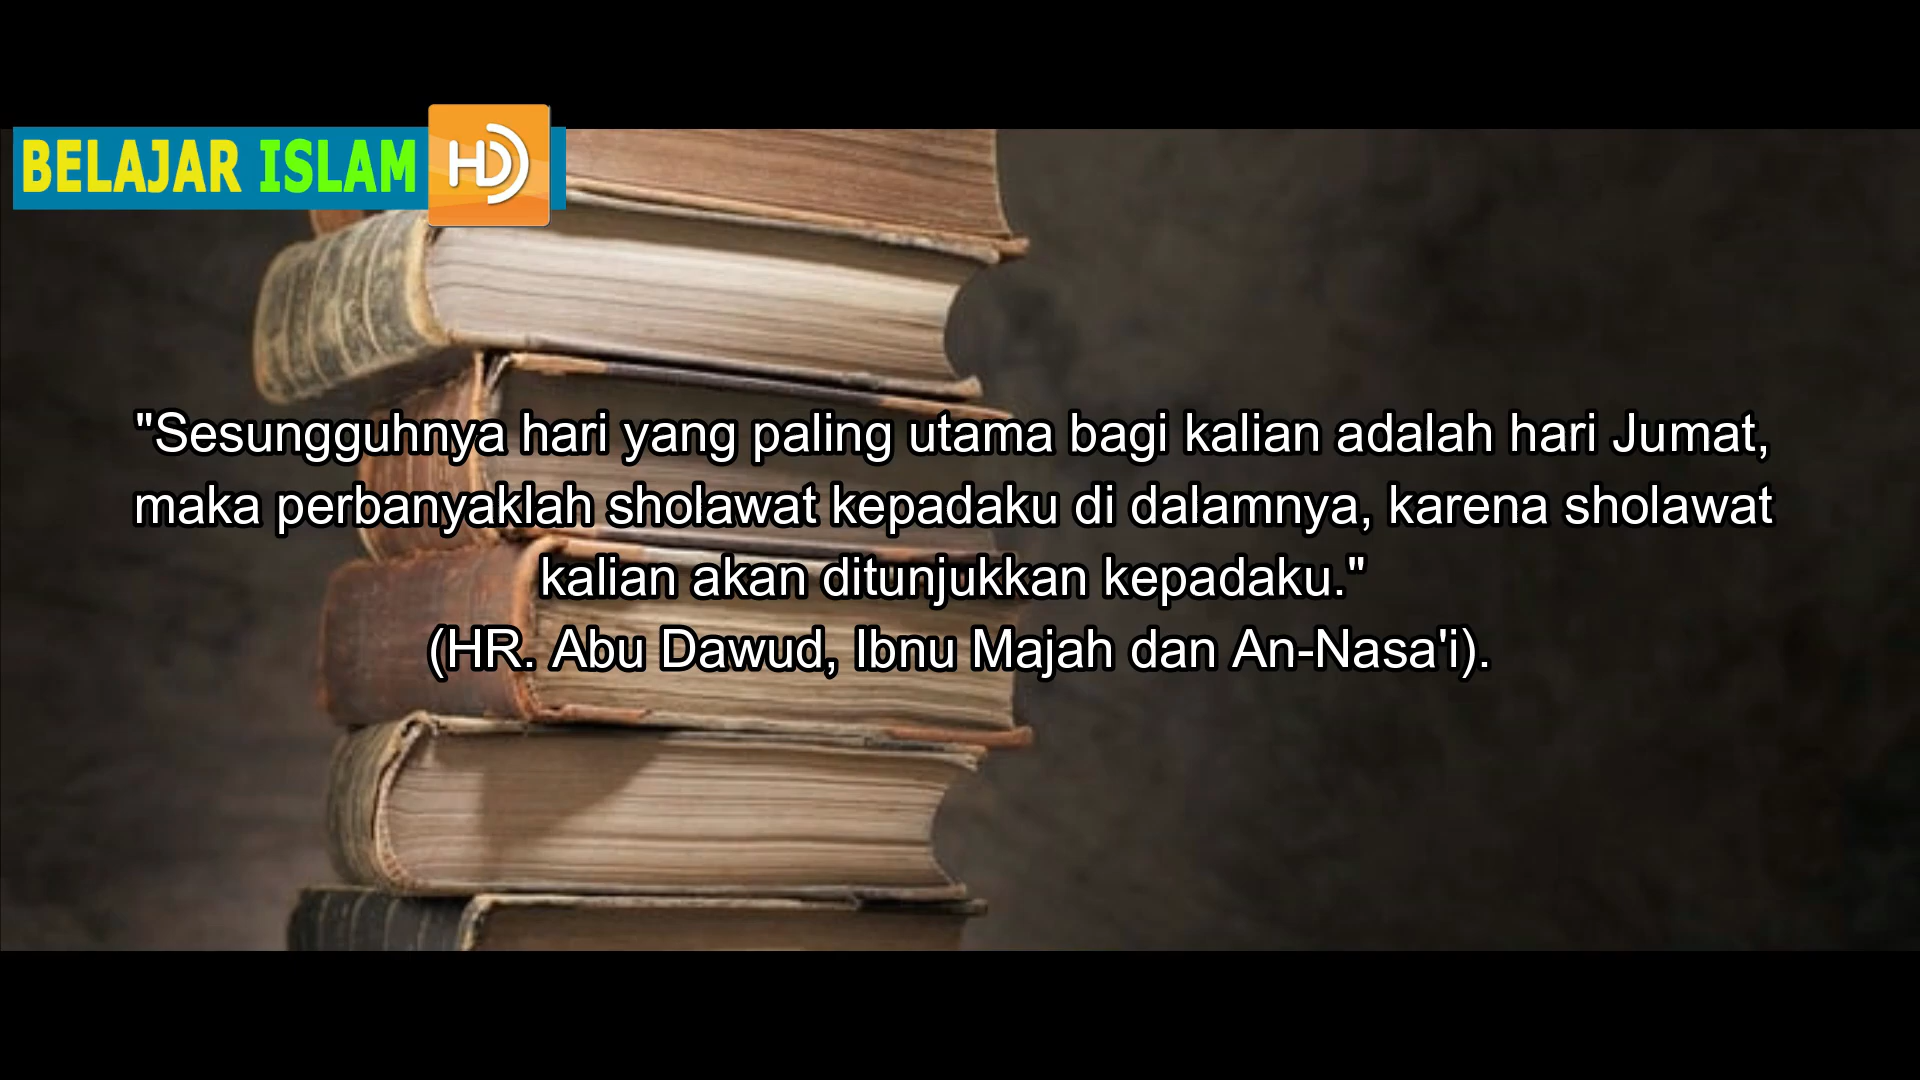 BELAJAR ISLAM HD
"Sesungguhnya hari yang paling utama bagi kalian adalah hari Jumat,
maka perbanyaklah sholawat kepadaku di dalamnya, karena sholawat
kalian akan ditunjukkan kepadaku."
(HR. Abu Dawud, Ibnu Majah dan An-Nasa'i).